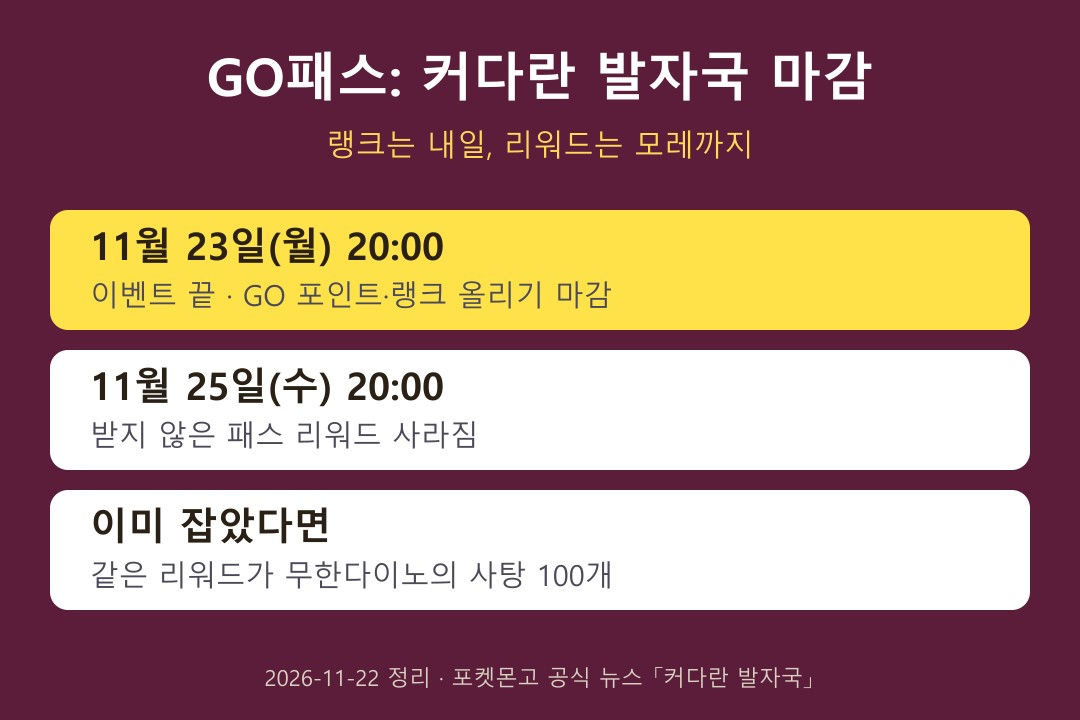 GO패스: 커다란 발자국 마감
랭크는 내일, 리워드는 모레까지
11월 23일(월) 20:00
이벤트 끝 · GO 포인트·랭크 올리기 마감
11월 25일(수) 20:00
받지 않은 패스 리워드 사라짐
이미 잡았다면
같은 리워드가 무한다이노의 사탕 100개
2026-11-22 정리 · 포켓몬고 공식 뉴스 「커다란 발자국」